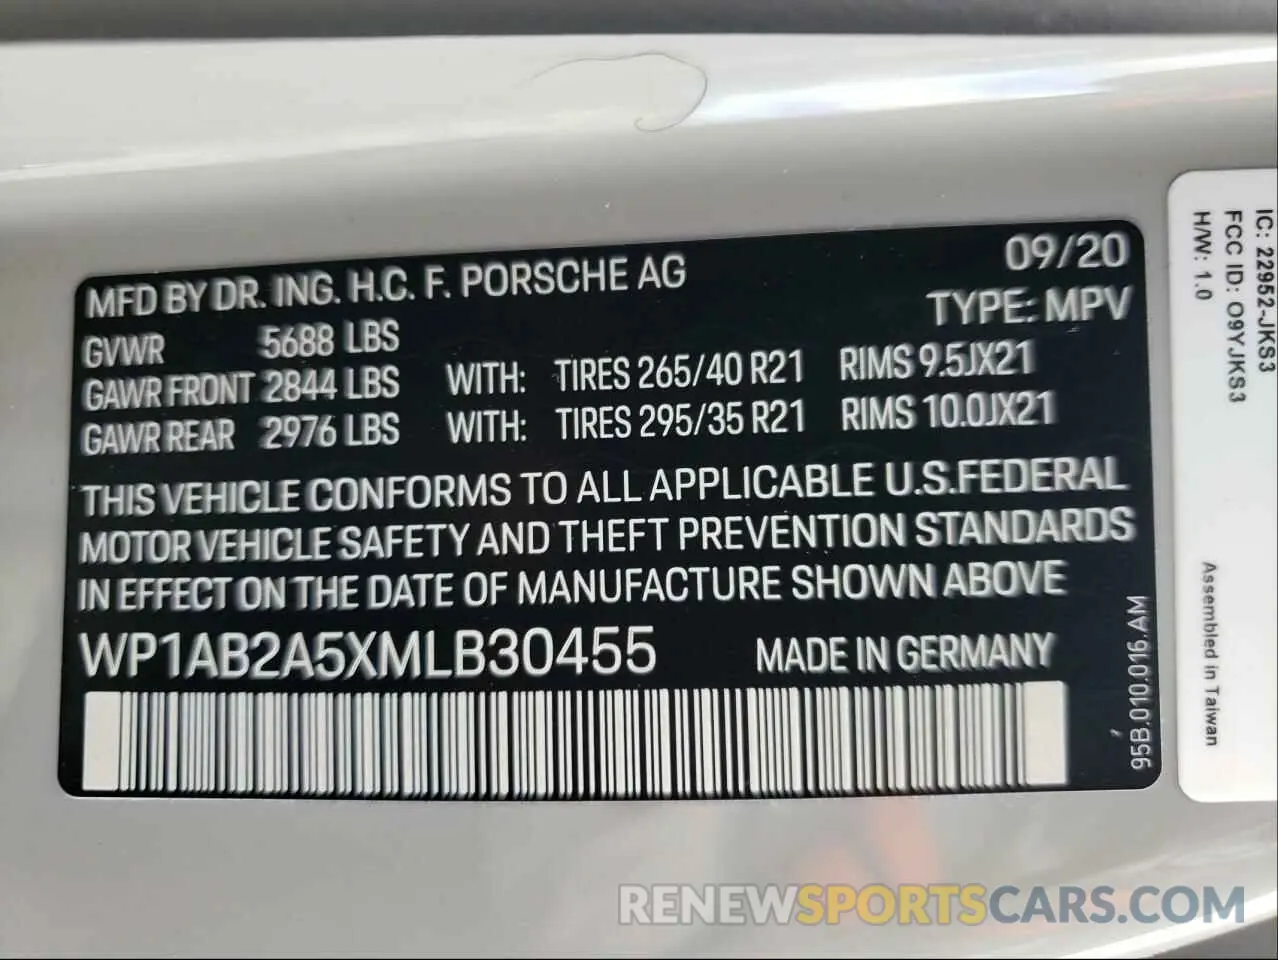 MFD BY DR. ING. H.C. F. PORSCHE AG 09/20
TYPE: MPV
GVWR 5688 LBS
GAWR FRONT 2844 LBS WITH: TIRES 265/40 R21 RIMS 9.5JX21
GAWR REAR 2976 LBS WITH: TIRES 295/35 R21 RIMS 10.0JX21
THIS VEHICLE CONFORMS TO ALL APPLICABLE U.S.FEDERAL
MOTOR VEHICLE SAFETY AND THEFT PREVENTION STANDARDS
IN EFFECT ON THE DATE OF MANUFACTURE SHOWN ABOVE
WP1AB2A5XMLB30455 MADE IN GERMANY
95B.010.016.AM
IC: 22952-JKS3
FCC ID: O9YJKS3
H/W: 1.0
Assembled in Taiwan
RENEWSPORTSCARS.COM